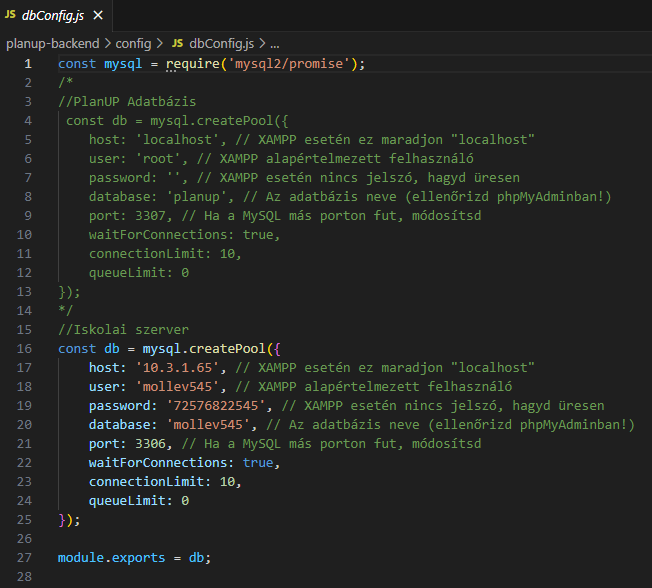 JS dbConfig.js ×
planup-backend > config > JS dbConfig.js > ...
1 const mysql = require('mysql2/promise');
2 /*
3 //PlanUP Adatbázis
4 const db = mysql.createPool({
5 host: 'localhost', // XAMPP esetén ez maradjon "localhost"
6 user: 'root', // XAMPP alapértelmezett felhasználó
7 password: '', // XAMPP esetén nincs jelszó, hagyd üresen
8 database: 'planup', // Az adatbázis neve (ellenőrizd phpMyAdminban!)
9 port: 3307, // Ha a MySQL más porton fut, módosítsd
10 waitForConnections: true,
11 connectionLimit: 10,
12 queueLimit: 0
13 });
14 */
15 //Iskolai szerver
16 const db = mysql.createPool({
17 host: '10.3.1.65', // XAMPP esetén ez maradjon "localhost"
18 user: 'mollev545', // XAMPP alapértelmezett felhasználó
19 password: '72576822545', // XAMPP esetén nincs jelszó, hagyd üresen
20 database: 'mollev545', // Az adatbázis neve (ellenőrizd phpMyAdminban!)
21 port: 3306, // Ha a MySQL más porton fut, módosítsd
22 waitForConnections: true,
23 connectionLimit: 10,
24 queueLimit: 0
25 });
26
27 module.exports = db;
28